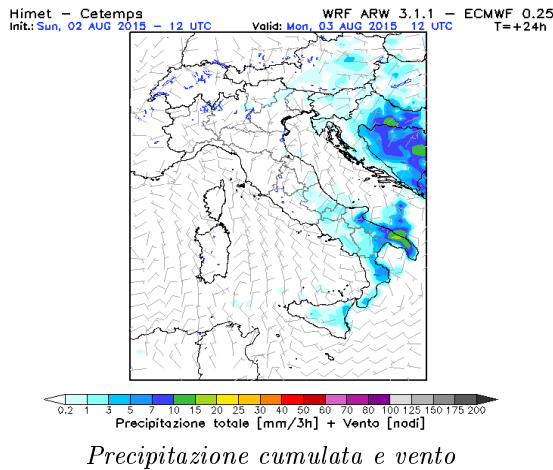 Himet – Cetemps WRF ARW 3.1.1 – ECMWF 0.25
Init.: Sun, 02 AUG 2015 – 12 UTC Valid: Mon, 03 AUG 2015 12 UTC T=+24h
0.2 1 3 5 7 10 15 20 25 30 40 50 60 70 80 100 125 150 175 200
Precipitazione totale [mm/3h] + Vento [nodi]
Precipitazione cumulata e vento